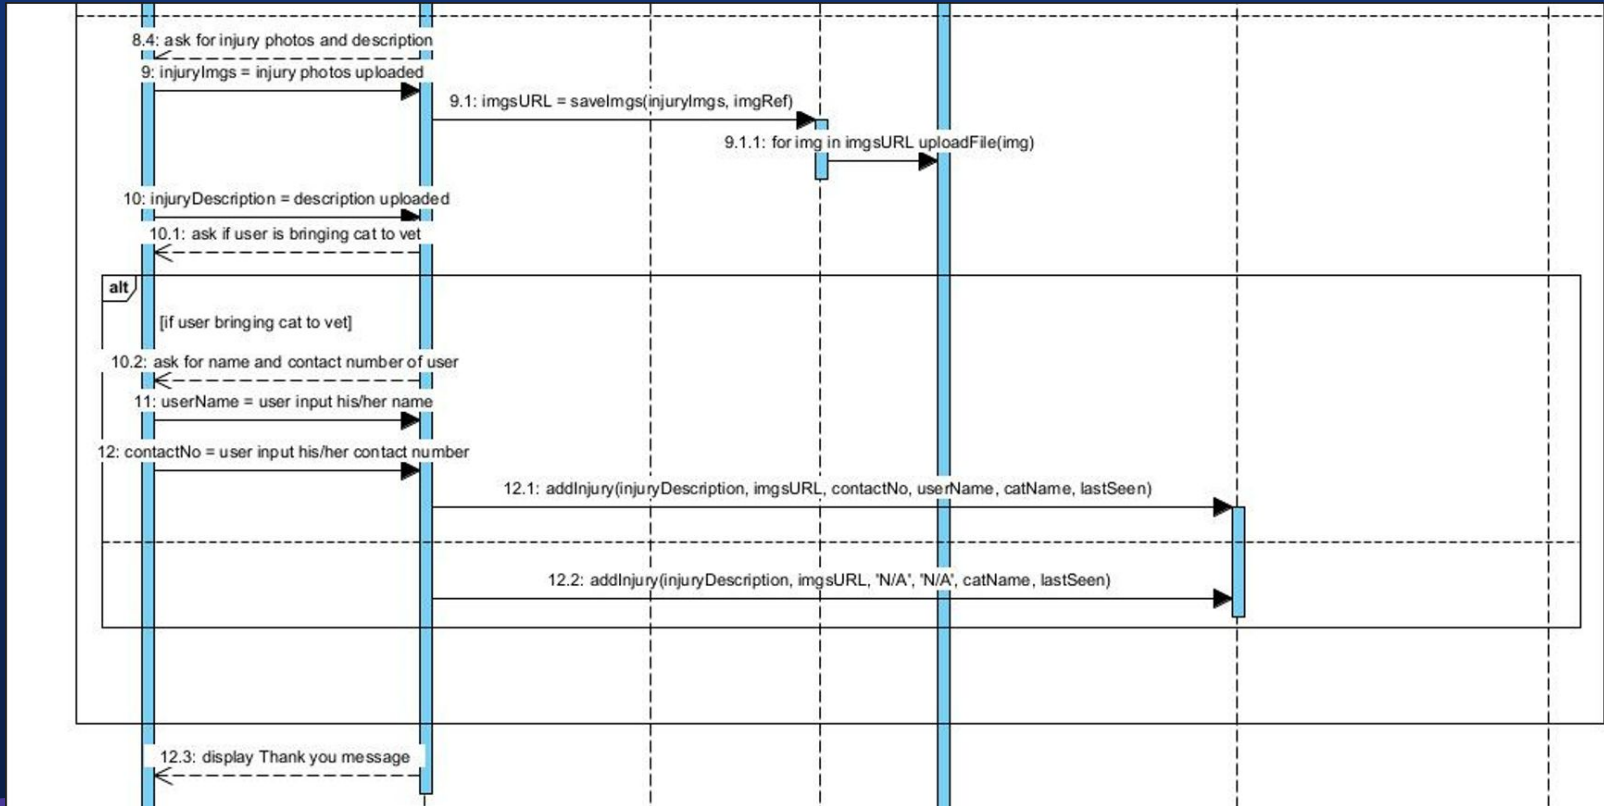 8.4: ask for injury photos and description
9: injuryImgs = injury photos uploaded
9.1: imgsURL = saveImgs(injuryImgs, imgRef)
9.1.1: for img in imgsURL uploadFile(img)
10: injuryDescription = description uploaded
10.1: ask if user is bringing cat to vet
alt
[if user bringing cat to vet]
10.2: ask for name and contact number of user
11: userName = user input his/her name
12: contactNo = user input his/her contact number
12.1: addInjury(injuryDescription, imgsURL, contactNo, userName, catName, lastSeen)
12.2: addInjury(injuryDescription, imgsURL, 'N/A', 'N/A', catName, lastSeen)
12.3: display Thank you message